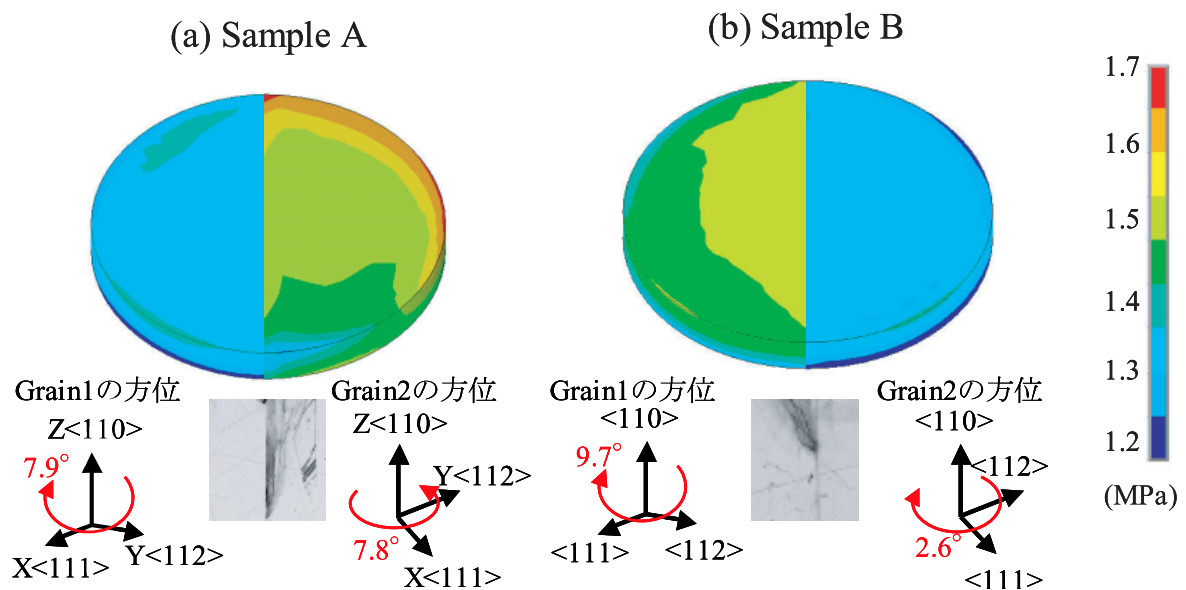 (a) Sample A
(b) Sample B
1.7
1.6
1.5
1.4
1.3
1.2
(MPa)
Grain1の方位
Z<110>
7.9°
X<111>
Y<112>
Grain2の方位
Z<110>
Y<112>
7.8°
X<111>
Grain1の方位
<110>
9.7°
<111>
<112>
Grain2の方位
<110>
<112>
2.6°
<111>